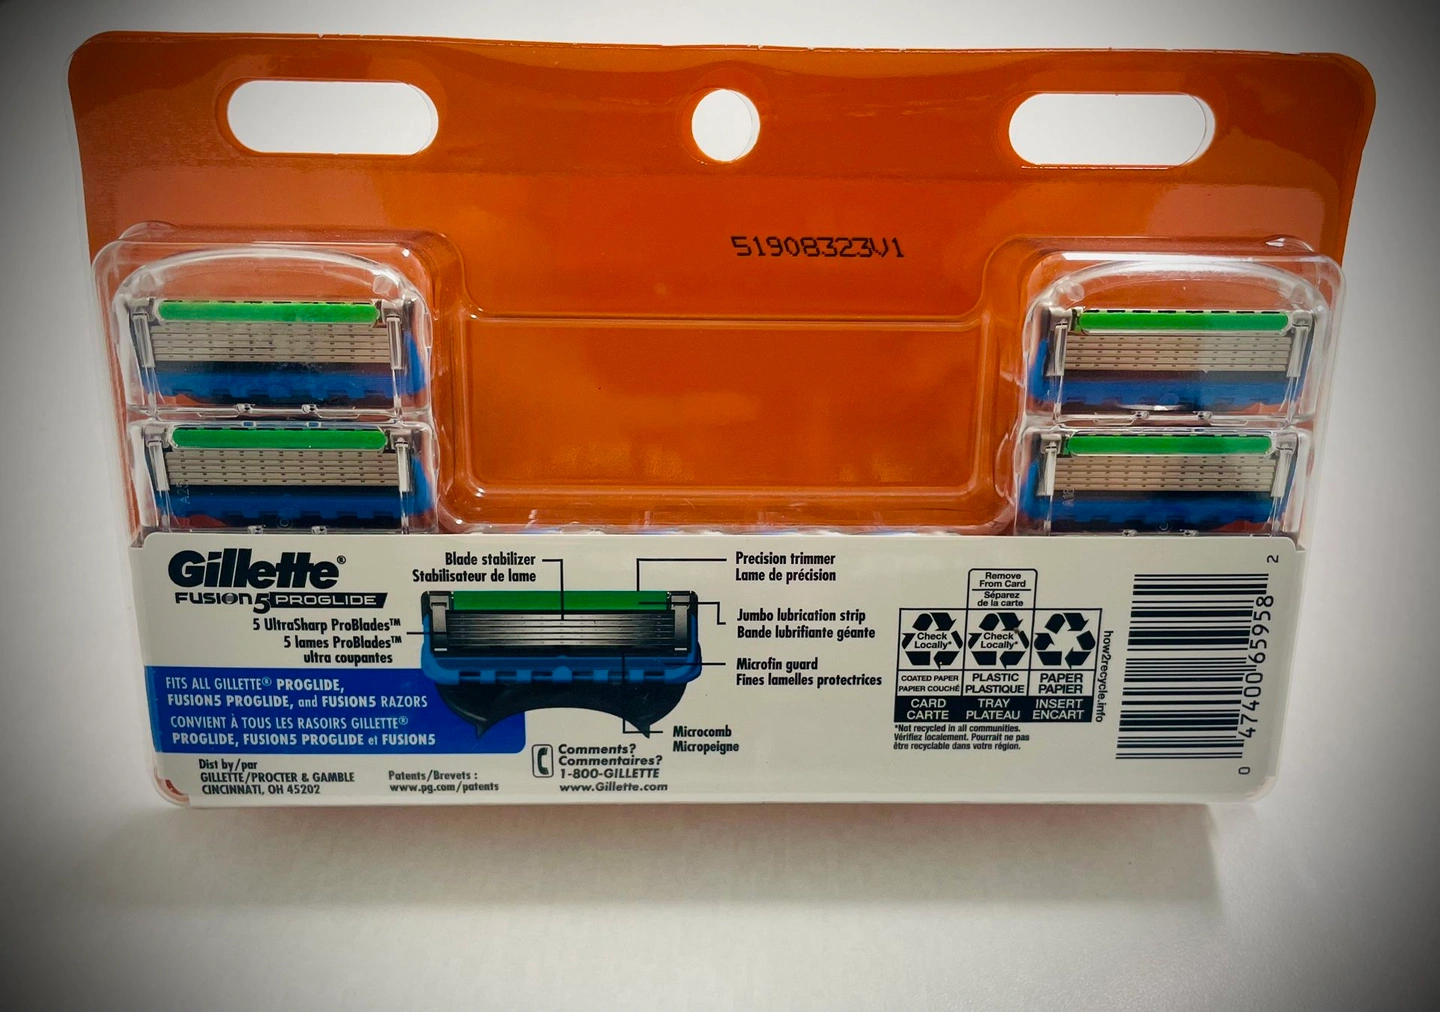 51908323V1
Gillette®
FUSION5 PROGLIDE
5 UltraSharp ProBlades™
5 lames ProBlades™
ultra coupantes
FITS ALL GILLETTE® PROGLIDE,
FUSION5 PROGLIDE, and FUSION5 RAZORS
CONVIENT À TOUS LES RASOIRS GILLETTE®
PROGLIDE, FUSION5 PROGLIDE et FUSION5
Dist by/par
GILLETTE/PROCTER & GAMBLE
CINCINNATI, OH 45202
Patents/Brevets :
www.pg.com/patents
Blade stabilizer
Stabilisateur de lame
Precision trimmer
Lame de précision
Jumbo lubrication strip
Bande lubrifiante géante
Microfin guard
Fines lamelles protectrices
Microcomb
Micropeigne
Comments?
Commentaires?
1-800-GILLETTE
www.Gillette.com
Remove
From Card
Séparez
de la carte
Check
Locally*
Check
Locally*
COATED PAPER
PAPIER COUCHÉ
PLASTIC
PLASTIQUE
PAPER
PAPIER
CARD
CARTE
TRAY
PLATEAU
INSERT
ENCART
*Not recycled in all communities.
Vérifiez localement. Pourrait ne pas
être recyclable dans votre région.
how2recycle.info
0 47400 65958 2